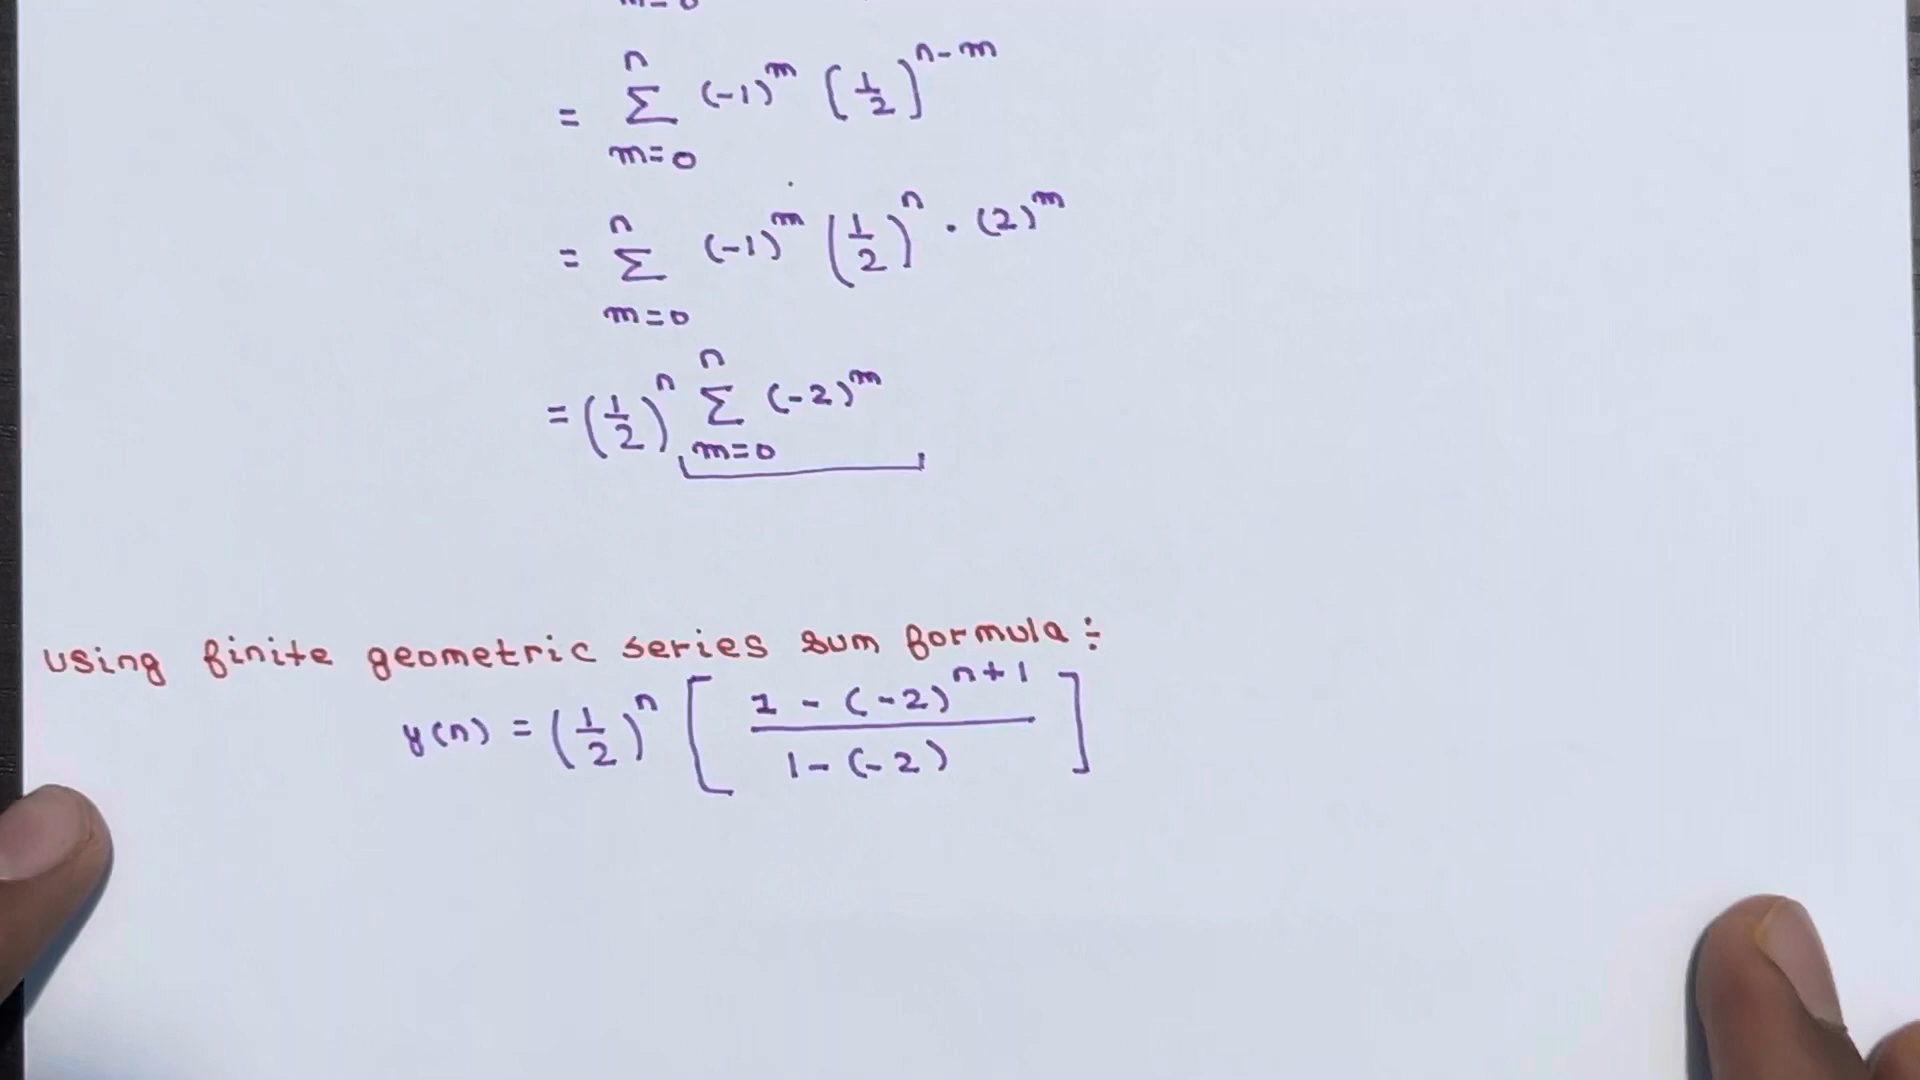 m=0
= Σ_{m=0}^{n} (-1)^m (1/2)^{n-m}
= Σ_{m=0}^{n} (-1)^m (1/2)^n · (2)^m
= (1/2)^n Σ_{m=0}^{n} (-2)^m
using finite geometric series sum formula:
y(n) = (1/2)^n [ (1 - (-2)^{n+1}) / (1 - (-2)) ]